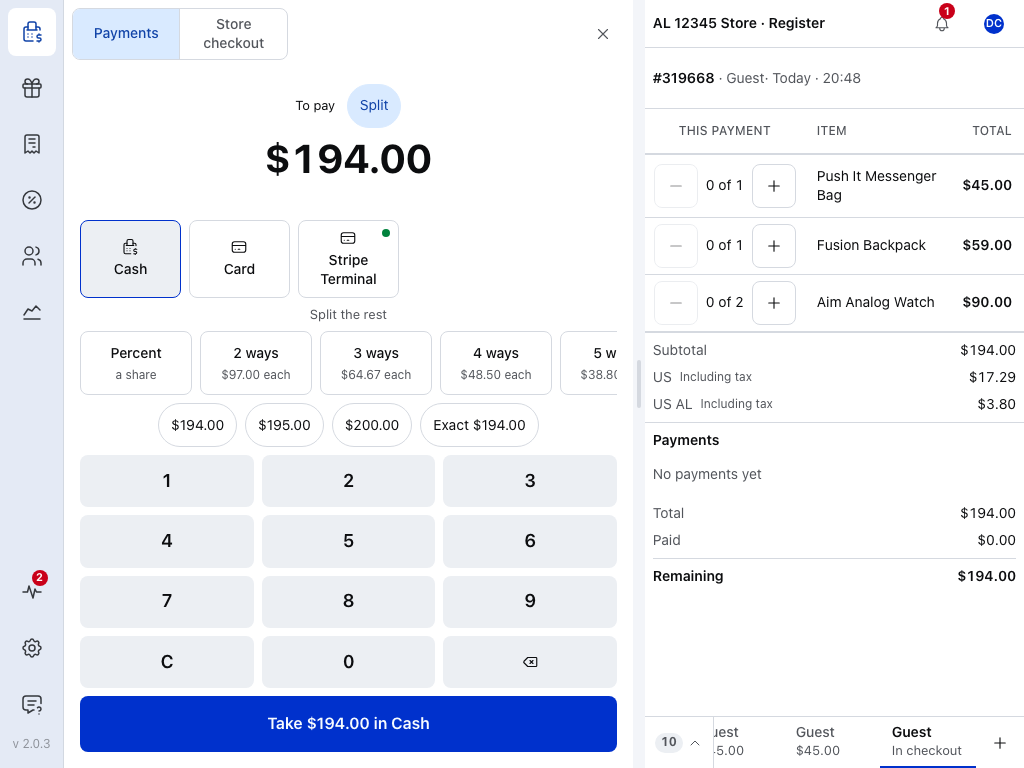 Payments
Store checkout
AL 12345 Store · Register
1
DC
To pay
Split
$194.00
#319668 · Guest· Today · 20:48
THIS PAYMENT
ITEM
TOTAL
0 of 1
Push It Messenger Bag
$45.00
0 of 1
Fusion Backpack
$59.00
0 of 2
Aim Analog Watch
$90.00
Cash
Card
Stripe Terminal
Split the rest
Percent
a share
2 ways
$97.00 each
3 ways
$64.67 each
4 ways
$48.50 each
5 w
$38.80
$194.00
$195.00
$200.00
Exact $194.00
1
2
3
4
5
6
7
8
9
C
0
Take $194.00 in Cash
Subtotal
$194.00
US Including tax
$17.29
US AL Including tax
$3.80
Payments
No payments yet
Total
$194.00
Paid
$0.00
Remaining
$194.00
2
v 2.0.3
10
uest
5.00
Guest
$45.00
Guest
In checkout